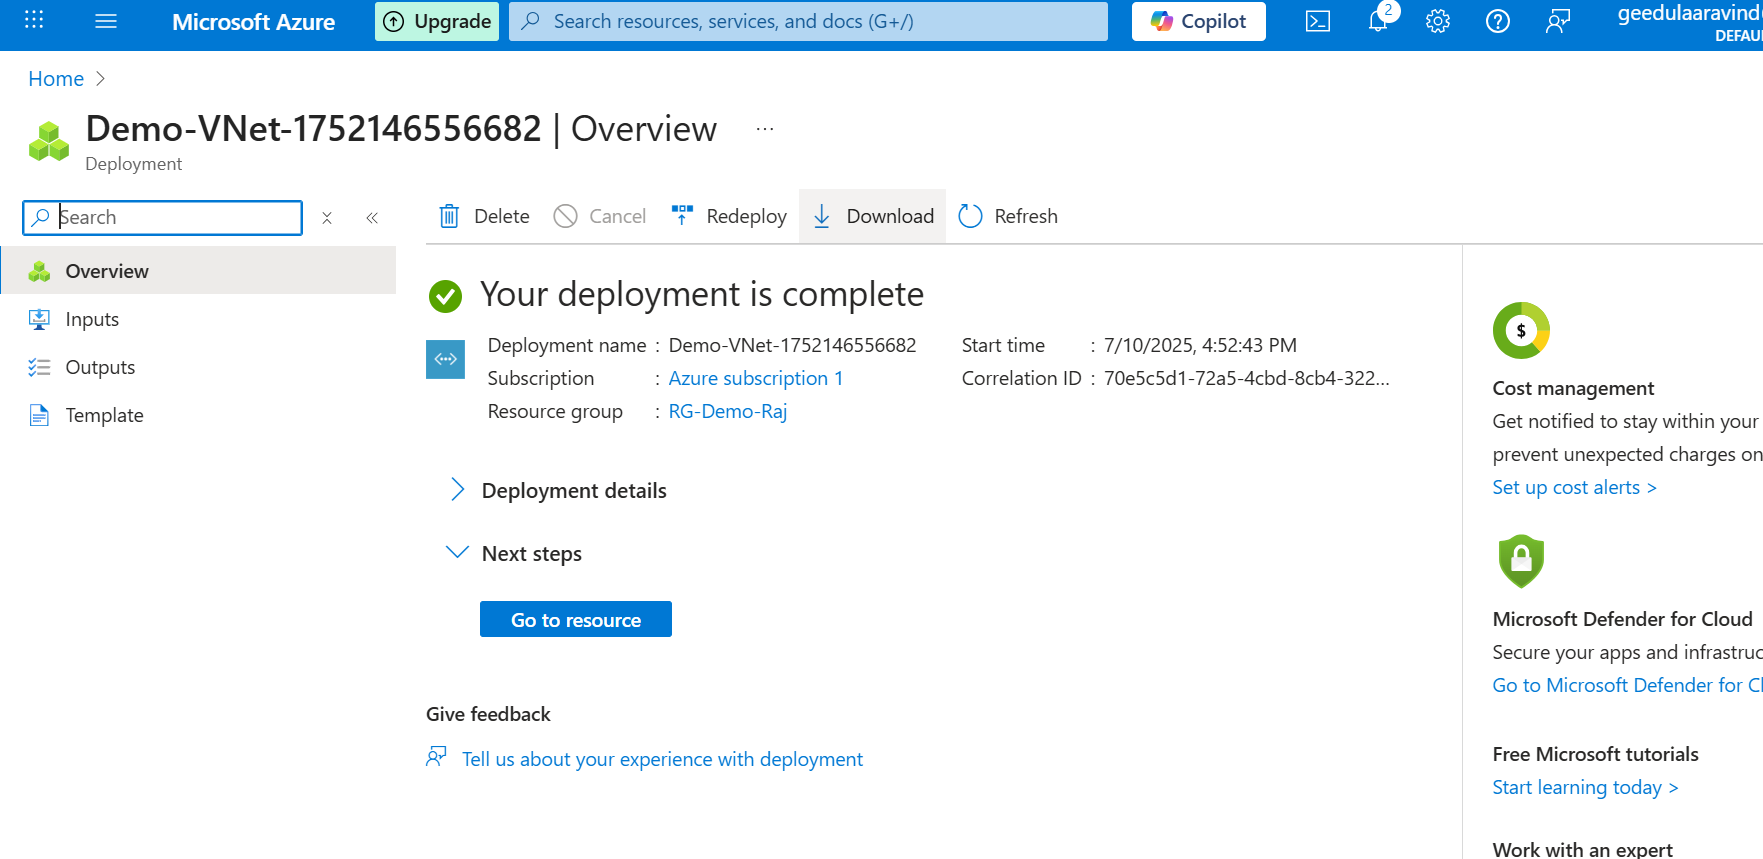 Microsoft Azure
Upgrade
Search resources, services, and docs (G+/)
Copilot
2
geedulaaravind
DEFAU
Home
Demo-VNet-1752146556682 | Overview ...
Deployment
Search
Delete
Cancel
Redeploy
Download
Refresh
Overview
Inputs
Outputs
Template
Your deployment is complete
Deployment name : Demo-VNet-1752146556682
Subscription : Azure subscription 1
Resource group : RG-Demo-Raj
Start time : 7/10/2025, 4:52:43 PM
Correlation ID : 70e5c5d1-72a5-4cbd-8cb4-322...
Deployment details
Next steps
Go to resource
Give feedback
Tell us about your experience with deployment
$
Cost management
Get notified to stay within your
prevent unexpected charges on
Set up cost alerts >
Microsoft Defender for Cloud
Secure your apps and infrastruc
Go to Microsoft Defender for Cl
Free Microsoft tutorials
Start learning today >
Work with an expert